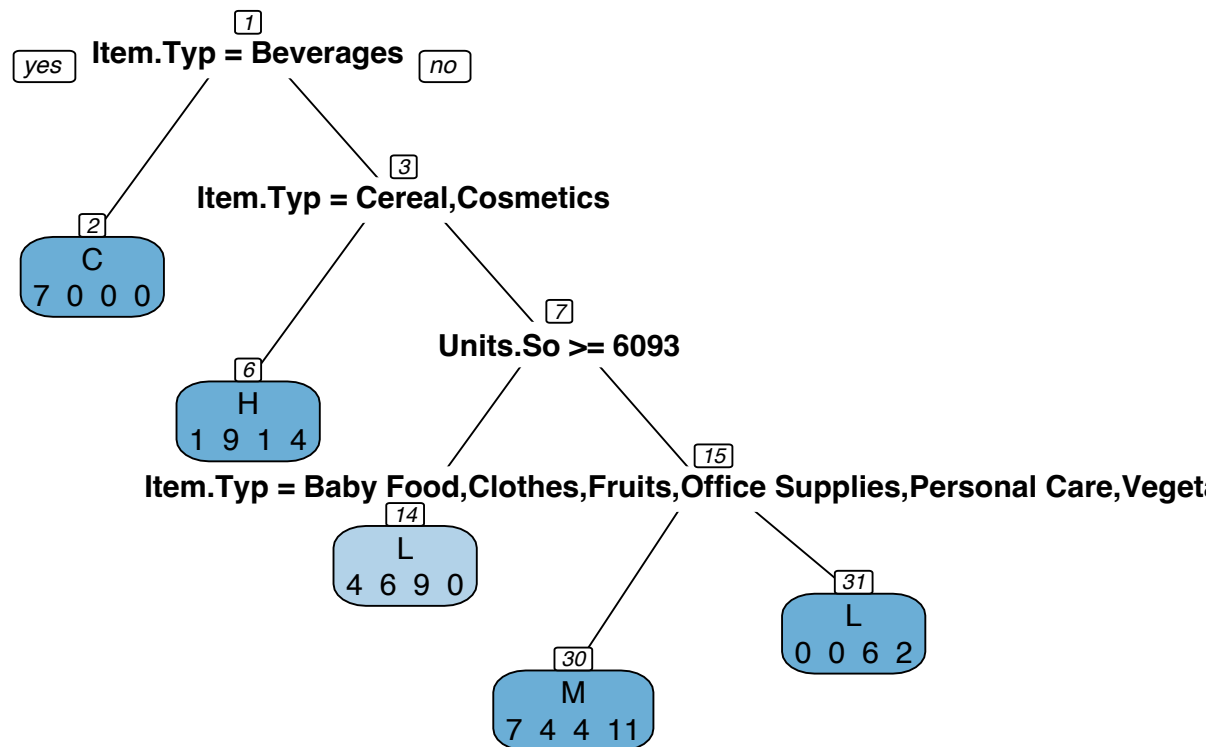 1
yes Item.Typ = Beverages no
3
Item.Typ = Cereal,Cosmetics
2
C
7 0 0 0
7
Units.So >= 6093
6
H
1 9 1 4
15
Item.Typ = Baby Food,Clothes,Fruits,Office Supplies,Personal Care,Vegeta
14
L
4 6 9 0
31
L
0 0 6 2
30
M
7 4 4 11